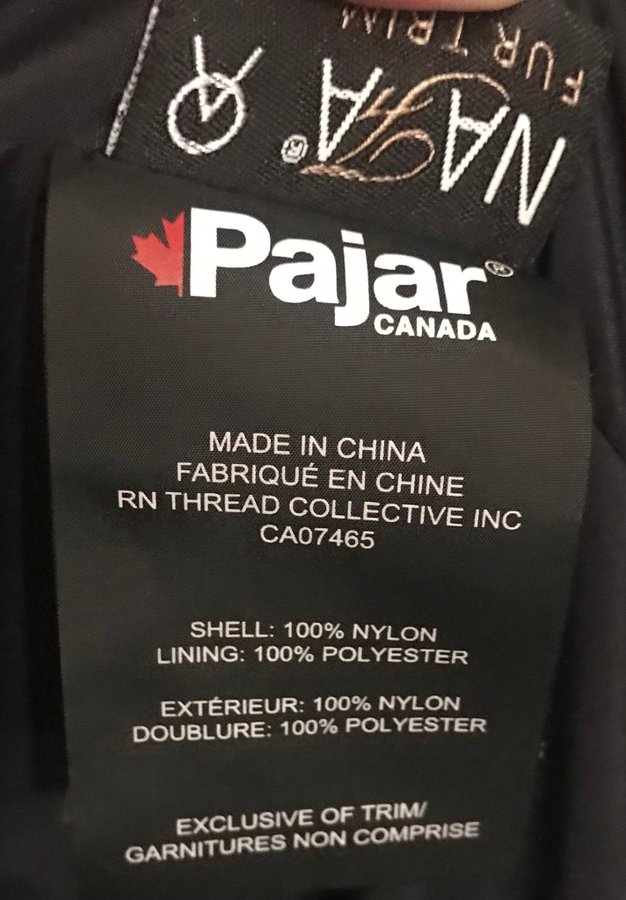 FUR TRIM
NAFA®
Pajar®
CANADA
MADE IN CHINA
FABRIQUÉ EN CHINE
RN THREAD COLLECTIVE INC
CA07465
SHELL: 100% NYLON
LINING: 100% POLYESTER
EXTÉRIEUR: 100% NYLON
DOUBLURE: 100% POLYESTER
EXCLUSIVE OF TRIM/
GARNITURES NON COMPRISE